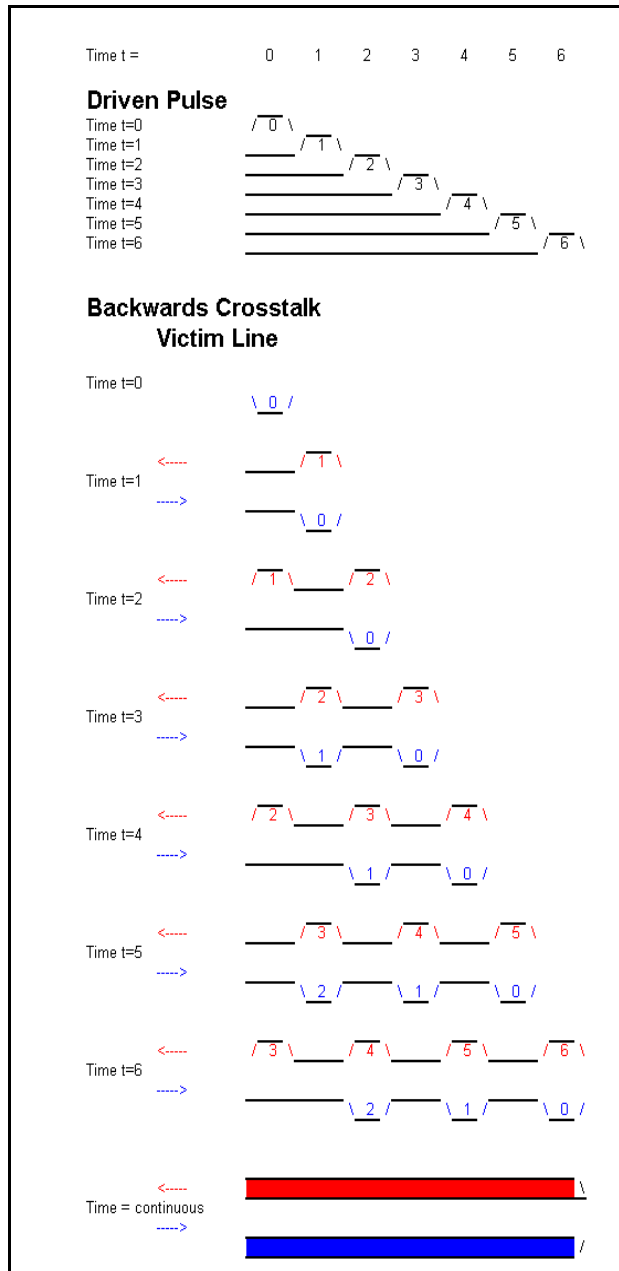 Time t = 0 1 2 3 4 5 6
Driven Pulse
Time t=0 / 0 \
Time t=1 / 1 \
Time t=2 / 2 \
Time t=3 / 3 \
Time t=4 / 4 \
Time t=5 / 5 \
Time t=6 / 6 \
Backwards Crosstalk
Victim Line
Time t=0
\ 0 /
<----- / 1 \
Time t=1
-----> \ 0 /
<----- / 1 \ / 2 \
Time t=2
-----> \ 0 /
<----- / 2 \ / 3 \
Time t=3
-----> \ 1 / \ 0 /
<----- / 2 \ / 3 \ / 4 \
Time t=4
-----> \ 1 / \ 0 /
<----- / 3 \ / 4 \ / 5 \
Time t=5
-----> \ 2 / \ 1 / \ 0 /
<----- / 3 \ / 4 \ / 5 \ / 6 \
Time t=6
-----> \ 2 / \ 1 / \ 0 /
<----- \
Time = continuous
-----> /